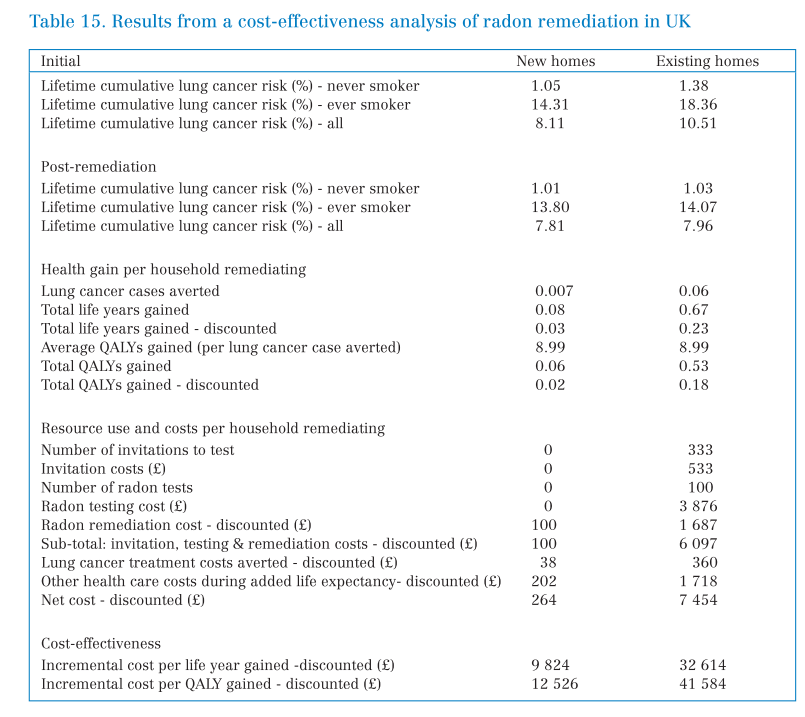 Table 15. Results from a cost-effectiveness analysis of radon remediation in UK
Initial New homes Existing homes
Lifetime cumulative lung cancer risk (%) - never smoker 1.05 1.38
Lifetime cumulative lung cancer risk (%) - ever smoker 14.31 18.36
Lifetime cumulative lung cancer risk (%) - all 8.11 10.51
Post-remediation
Lifetime cumulative lung cancer risk (%) - never smoker 1.01 1.03
Lifetime cumulative lung cancer risk (%) - ever smoker 13.80 14.07
Lifetime cumulative lung cancer risk (%) - all 7.81 7.96
Health gain per household remediating
Lung cancer cases averted 0.007 0.06
Total life years gained 0.08 0.67
Total life years gained - discounted 0.03 0.23
Average QALYs gained (per lung cancer case averted) 8.99 8.99
Total QALYs gained 0.06 0.53
Total QALYs gained - discounted 0.02 0.18
Resource use and costs per household remediating
Number of invitations to test 0 333
Invitation costs (£) 0 533
Number of radon tests 0 100
Radon testing cost (£) 0 3 876
Radon remediation cost - discounted (£) 100 1 687
Sub-total: invitation, testing & remediation costs - discounted (£) 100 6 097
Lung cancer treatment costs averted - discounted (£) 38 360
Other health care costs during added life expectancy- discounted (£) 202 1 718
Net cost - discounted (£) 264 7 454
Cost-effectiveness
Incremental cost per life year gained -discounted (£) 9 824 32 614
Incremental cost per QALY gained - discounted (£) 12 526 41 584